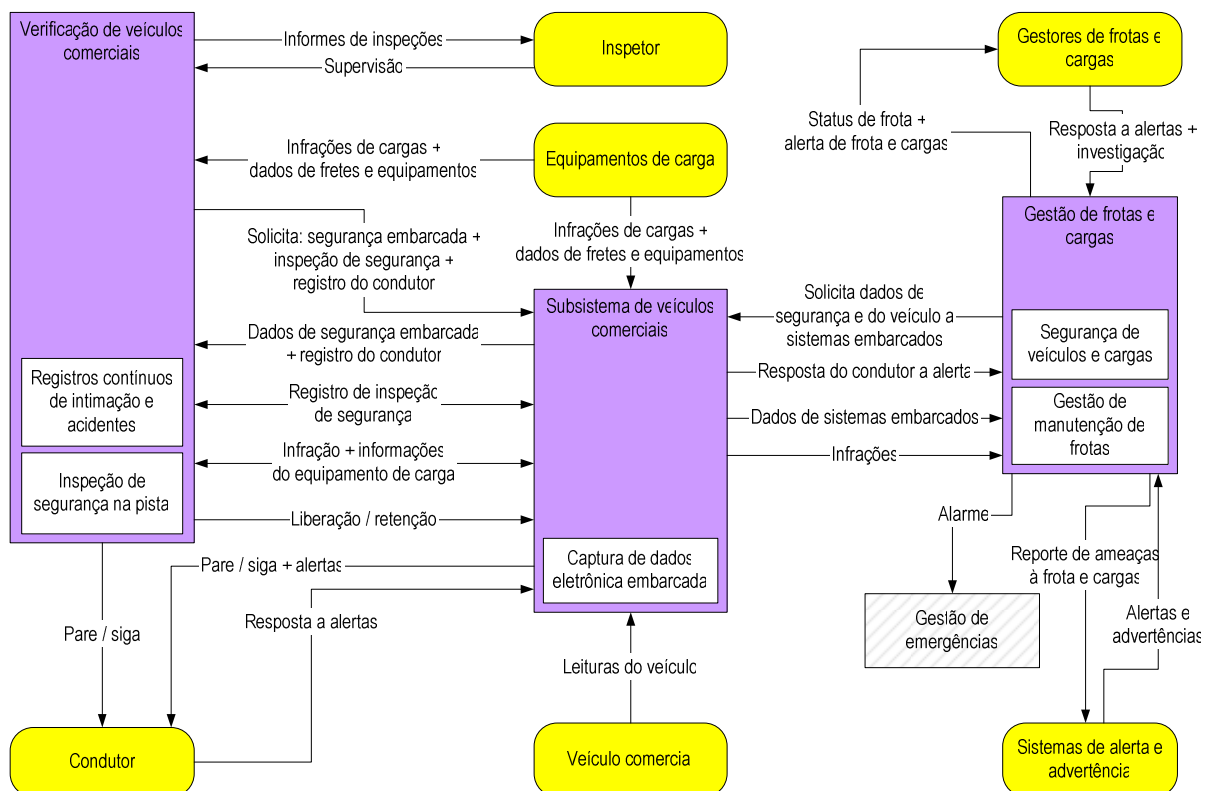 Verificação de veículos
comerciais
Informes de inspeções
Supervisão
Inspetor
Gestores de frotas e
cargas
Status de frota +
alerta de frota e cargas
Resposta a alertas +
investigação
Infrações de cargas +
dados de fretes e equipamentos
Equipamentos de carga
Infrações de cargas +
dados de fretes e equipamentos
Solicita: segurança embarcada +
inspeção de segurança +
registro do condutor
Gestão de frotas e
cargas
Subsistema de veículos
comerciais
Solicita dados de
segurança e do veículo a
sistemas embarcados
Segurança de
veículos e cargas
Dados de segurança embarcada
+ registro do condutor
Resposta do condutor a alerta
Registros contínuos
de intimação e
acidentes
Registro de inspeção
de segurança
Dados de sistemas embarcados
Gestão de
manutenção de
frotas
Infração + informações
do equipamento de carga
Infrações
Inspeção de
segurança na pista
Liberação / retenção
Alarme
Captura de dados
eletrônica embarcada
Pare / siga + alertas
Reporte de ameaças
à frota e cargas
Resposta a alertas
Gestão de
emergências
Alertas e
advertências
Pare / siga
Leituras do veículo
Condutor
Veículo comercia
Sistemas de alerta e
advertência